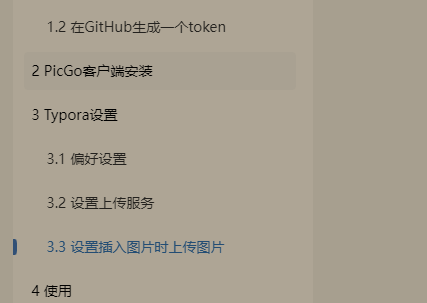 1.2 在GitHub生成一个token
2 PicGo客户端安装
3 Typora设置
3.1 偏好设置
3.2 设置上传服务
3.3 设置插入图片时上传图片
4 使用